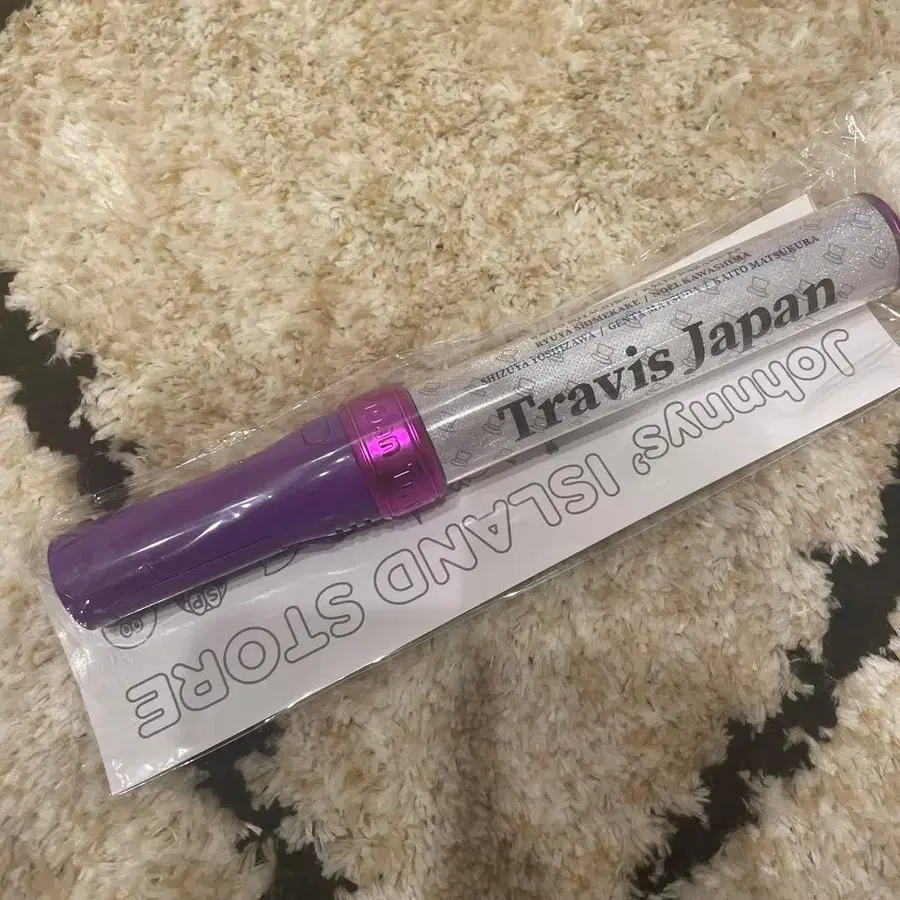 RYUYA SHIMEKAKE / NOEL KAWASHIMA
SHIZUYA YOSHIZAWA / GENTA MATSUDA / KAITO MATSUKURA
Travis Japan
Johnnys' ISLAND STORE